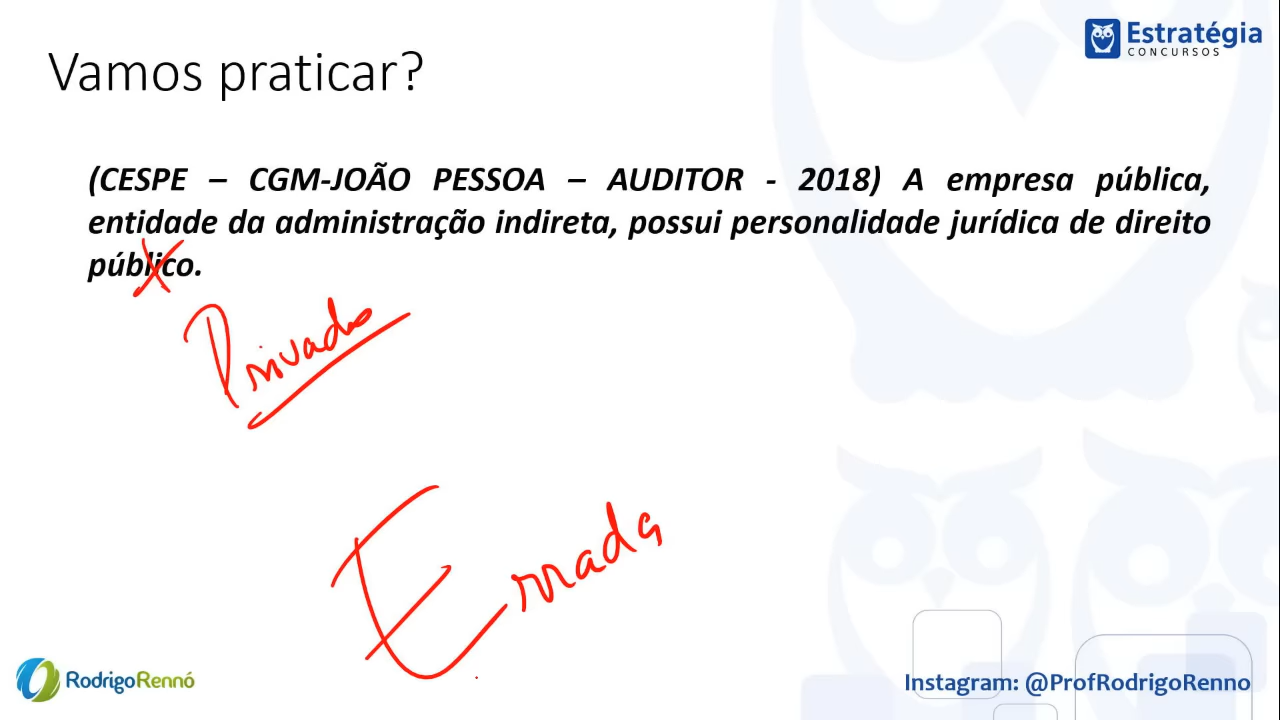 Vamos praticar?
Estratégia
CONCURSOS
(CESPE – CGM-JOÃO PESSOA – AUDITOR - 2018) A empresa pública,
entidade da administração indireta, possui personalidade jurídica de direito
público.
Privado
Errada
RodrigoRennó
Instagram: @ProfRodrigoRenno